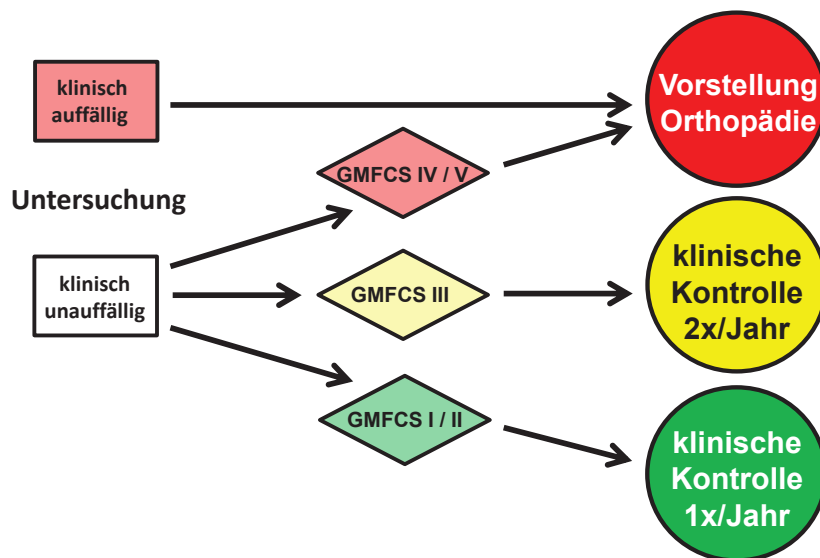 klinisch
auffällig
Vorstellung
Orthopädie
GMFCS IV / V
Untersuchung
klinisch
unauffällig
GMFCS III
klinische
Kontrolle
2x/Jahr
GMFCS I / II
klinische
Kontrolle
1x/Jahr